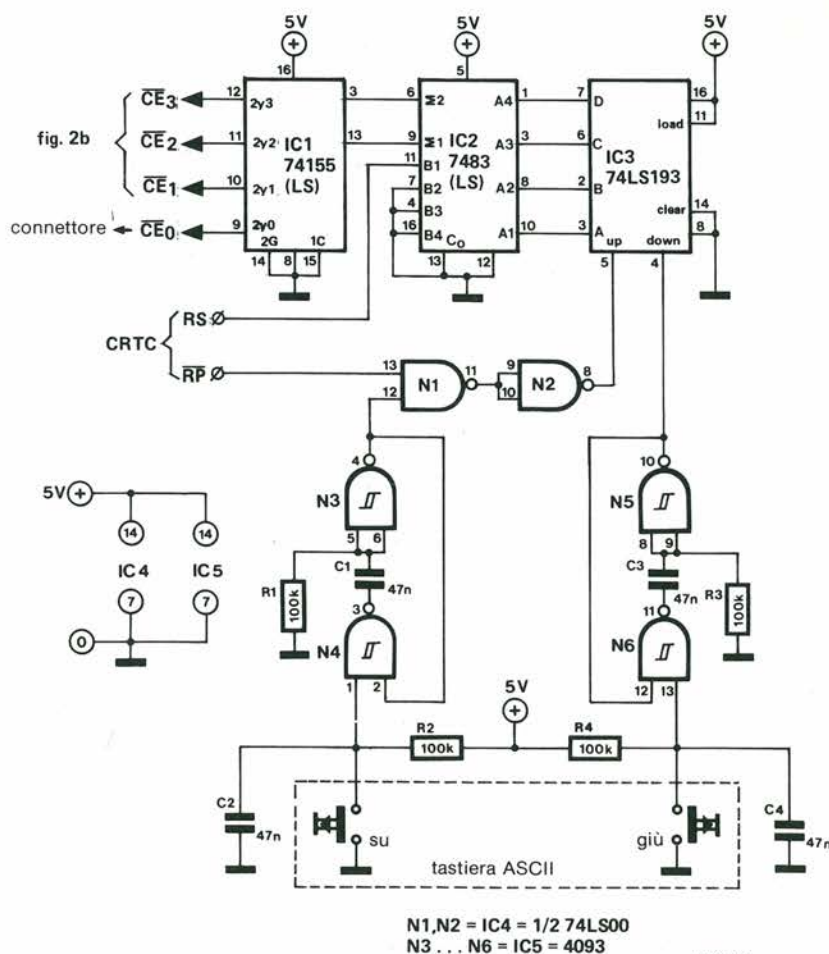 5V 5V 5V
16 5 16
CE3 12 2y3 3 6 Σ2 A4 1 7 D load 11
fig. 2b CE2 11 2y2 IC1 13 9 Σ1 IC2 A3 3 6 C IC3
74155 11 B1 7483 74LS193
CE1 10 2y1 (LS) 7 B2 (LS) A2 8 2 B
4 B3 clear 14
connettore CE0 9 2y0 16 B4 C0 A1 10 3 A 8
2G 1C up down
14 8 15 13 12 5 4
RS
CRTC
RP 13 N1 11 9 N2 8
12 10
4 10
5V N3 N5
14 14 5 6 8 9
IC4 IC5 R1 100k C1 47n C3 47n R3 100k
7 7 3 11
0 N4 N6
1 2 12 13
5V
R2 R4
100k 100k
C2 C4
47n su giù 47n
tastiera ASCII
N1,N2 = IC4 = 1/2 74LS00
N3 ... N6 = IC5 = 4093